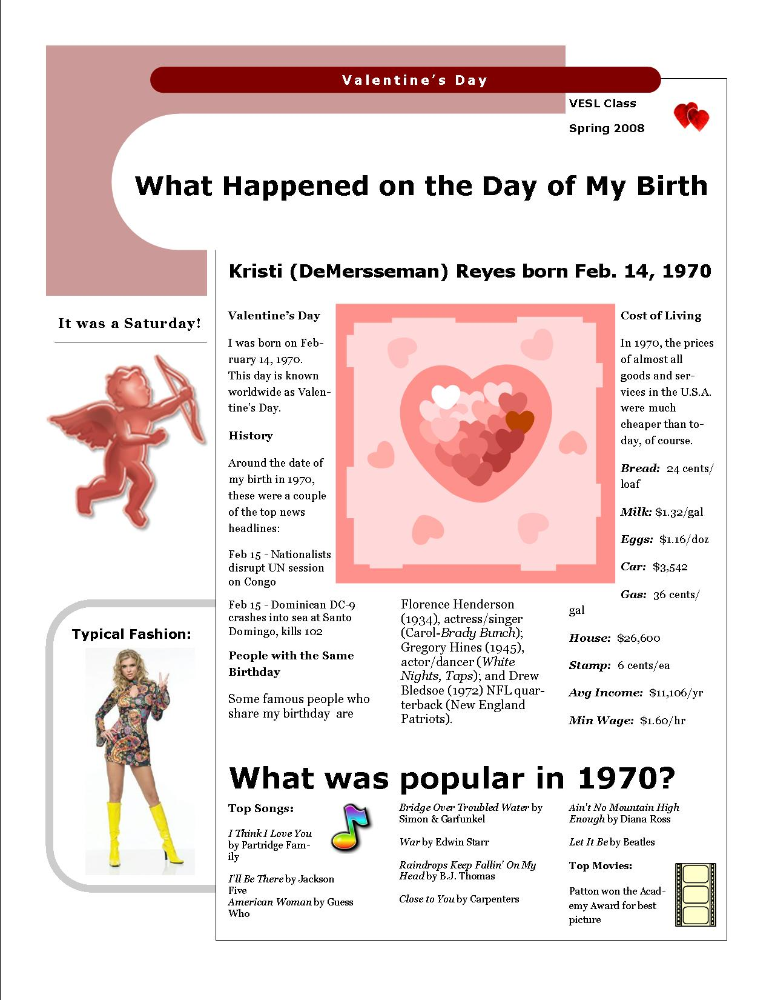 Valentine's Day
VESL Class
Spring 2008
What Happened on the Day of My Birth
Kristi (DeMersseman) Reyes born Feb. 14, 1970
It was a Saturday!
Typical Fashion:
Valentine's Day
I was born on Feb-
ruary 14, 1970.
This day is known
worldwide as Valen-
tine's Day.
History
Around the date of
my birth in 1970,
these were a couple
of the top news
headlines:
Feb 15 - Nationalists
disrupt UN session
on Congo
Feb 15 - Dominican DC-9
crashes into sea at Santo
Domingo, kills 102
People with the Same
Birthday
Some famous people who
share my birthday  are
Florence Henderson
(1934), actress/singer
(Carol-Brady Bunch);
Gregory Hines (1945),
actor/dancer (White
Nights, Taps); and Drew
Bledsoe (1972) NFL quar-
terback (New England
Patriots).
Cost of Living
In 1970, the prices
of almost all
goods and ser-
vices in the U.S.A.
were much
cheaper than to-
day, of course.
Bread:  24 cents/
loaf
Milk: $1.32/gal
Eggs:  $1.16/doz
Car:  $3,542
Gas:  36 cents/
gal
House:  $26,600
Stamp:  6 cents/ea
Avg Income:  $11,106/yr
Min Wage:  $1.60/hr
What was popular in 1970?
Top Songs:
I Think I Love You
by Partridge Fam-
ily
I'll Be There by Jackson
Five
American Woman by Guess
Who
Bridge Over Troubled Water by
Simon & Garfunkel
War by Edwin Starr
Raindrops Keep Fallin' On My
Head by B.J. Thomas
Close to You by Carpenters
Ain't No Mountain High
Enough by Diana Ross
Let It Be by Beatles
Top Movies:
Patton won the Acad-
emy Award for best
picture